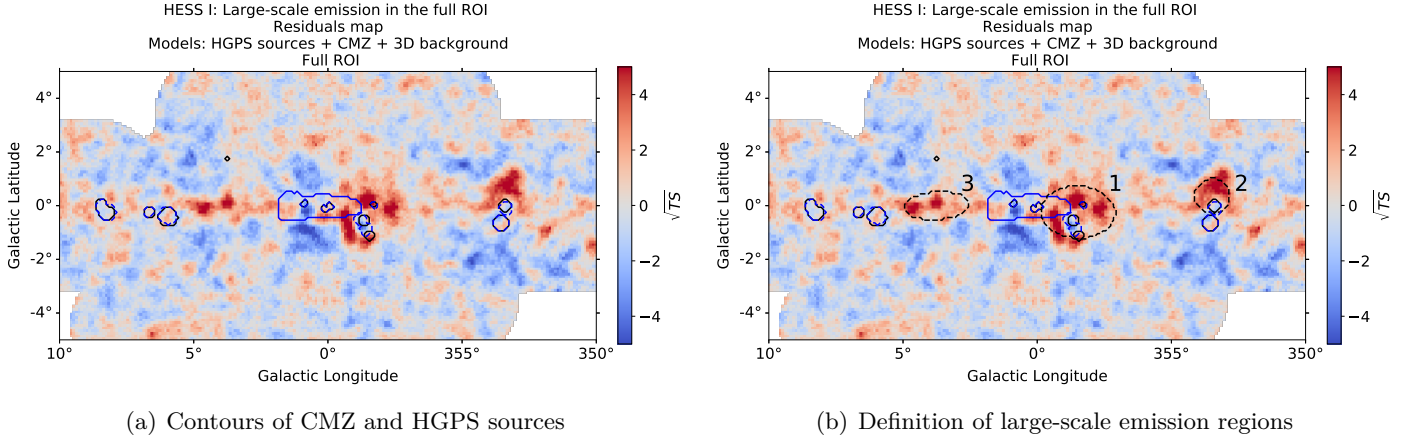 HESS I: Large-scale emission in the full ROI
Residuals map
Models: HGPS sources + CMZ + 3D background
Full ROI
4°
2°
0°
−2°
−4°
Galactic Latitude
10°
5°
0°
355°
350°
Galactic Longitude
4
2
0
−2
−4
√TS
(a) Contours of CMZ and HGPS sources
HESS I: Large-scale emission in the full ROI
Residuals map
Models: HGPS sources + CMZ + 3D background
Full ROI
4°
2°
0°
−2°
−4°
Galactic Latitude
3
1
2
10°
5°
0°
355°
350°
Galactic Longitude
4
2
0
−2
−4
√TS
(b) Definition of large-scale emission regions